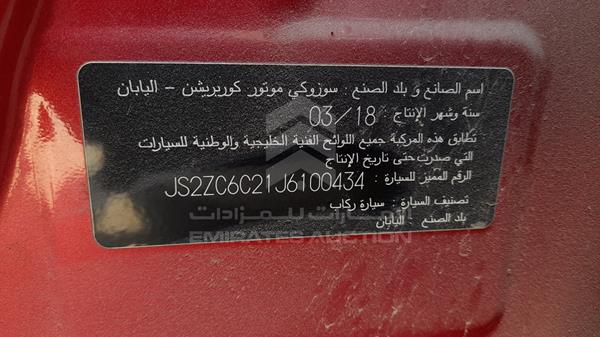 اسم الصانع و بلد الصنع : سوزوكي موتور كوربريشن - اليابان
سنة وشهر الإنتاج : 03/18
تطابق هذه المركبة جميع اللوائح الفنية الخليجية والوطنية للسيارات
التي صدرت حتى تاريخ الإنتاج
الرقم المميز للسيارة : JS2ZC6C21J6100434
تصنيف السيارة : سيارة ركاب
بلد الصنع : اليابان
الإمارات للمزادات
EMIRATES AUCTION